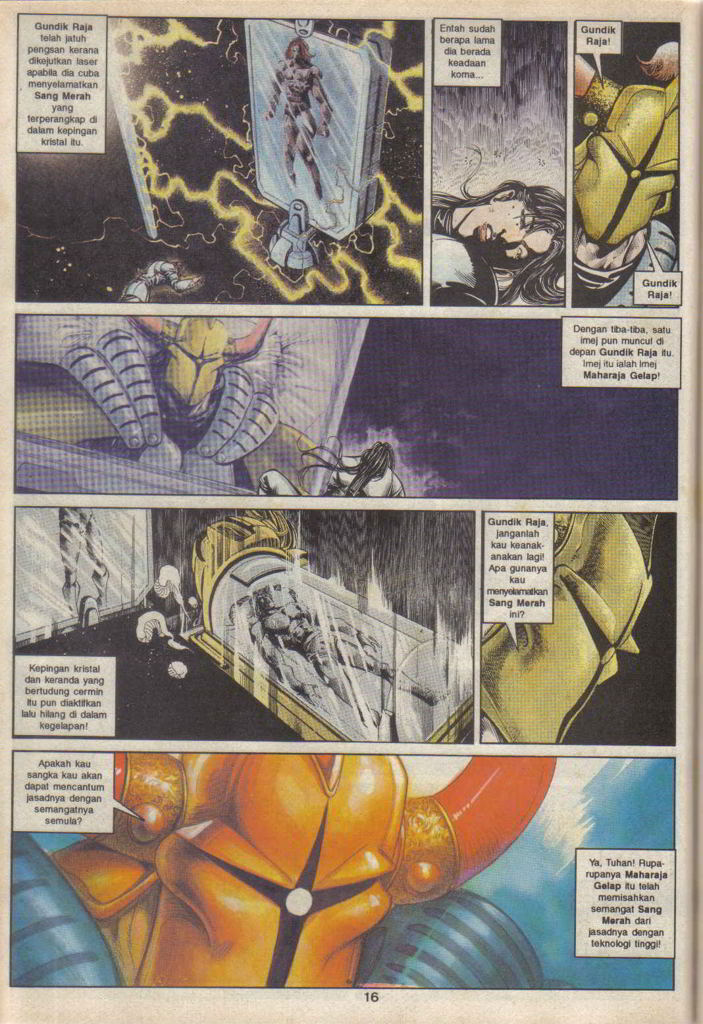 Gundik Raja
telah jatuh
pengsan kerana
dikejutkan laser
apabila dia cuba
menyelamatkan
Sang Merah
yang
terperangkap di
dalam kepingan
kristal itu.
Entah sudah
berapa lama
dia berada
keadaan
koma...
Gundik
Raja!
Gundik
Raja!
Dengan tiba-tiba, satu
imej pun muncul di
depan Gundik Raja itu.
Imej itu ialah imej
Maharaja Gelap!
Kepingan kristal
dan keranda yang
bertudung cermin
itu pun diaktifkan
lalu hilang di dalam
kegelapan!
Gundik Raja,
janganlah
kau keanak-
anakan lagi!
Apa gunanya
kau
menyelamatkan
Sang Merah
ini?
Apakah kau
sangka kau akan
dapat mencantum
jasadnya dengan
semangatnya
semula?
Ya, Tuhan! Rupa-
rupanya Maharaja
Gelap itu telah
memisahkan
semangat Sang
Merah dari
jasadnya dengan
teknologi tinggi!
16